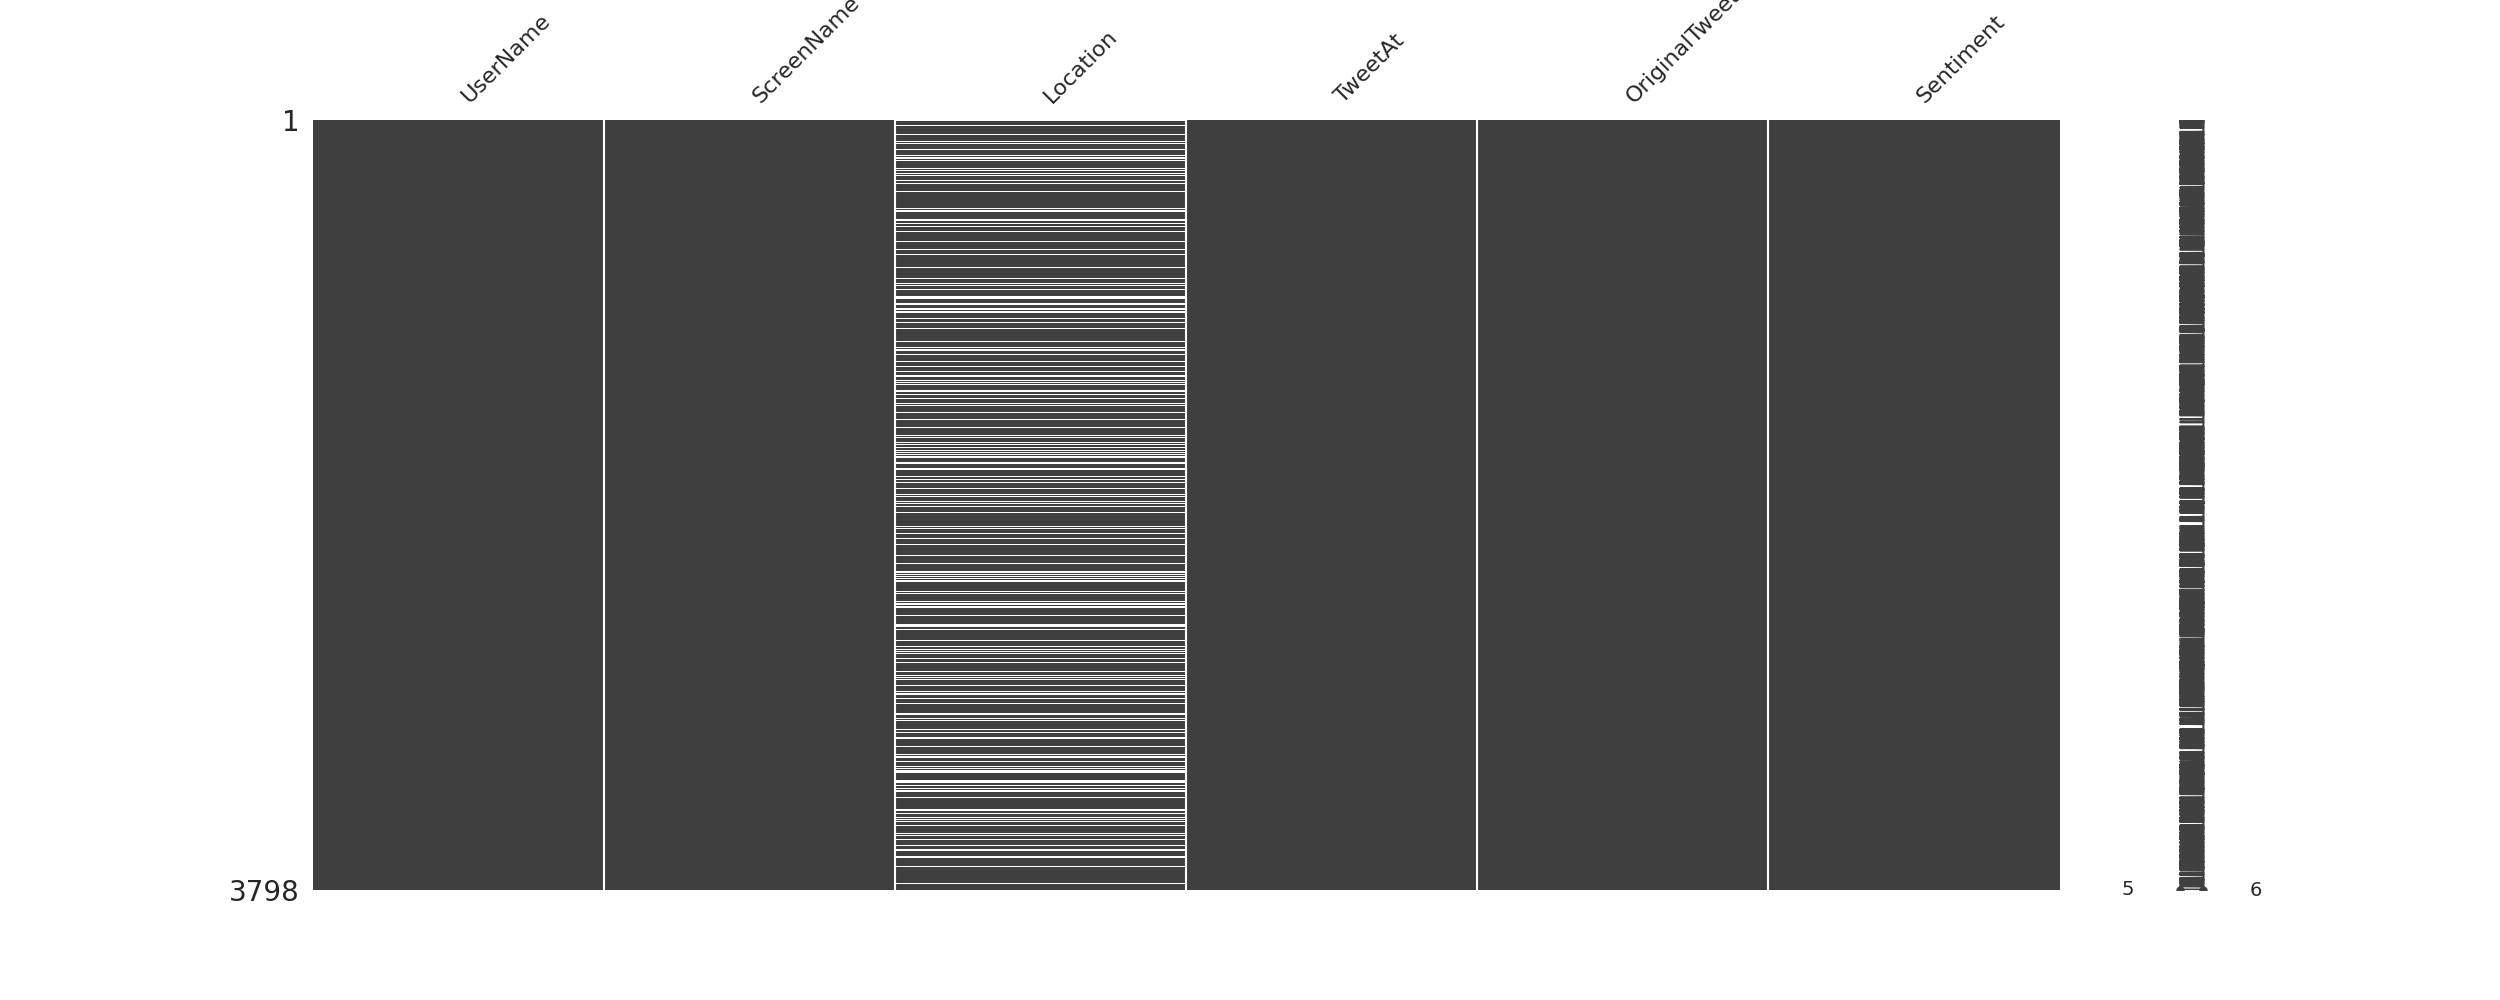 UserName
ScreenName
Location
TweetAt
OriginalTweet
Sentiment
1
3798
5
6